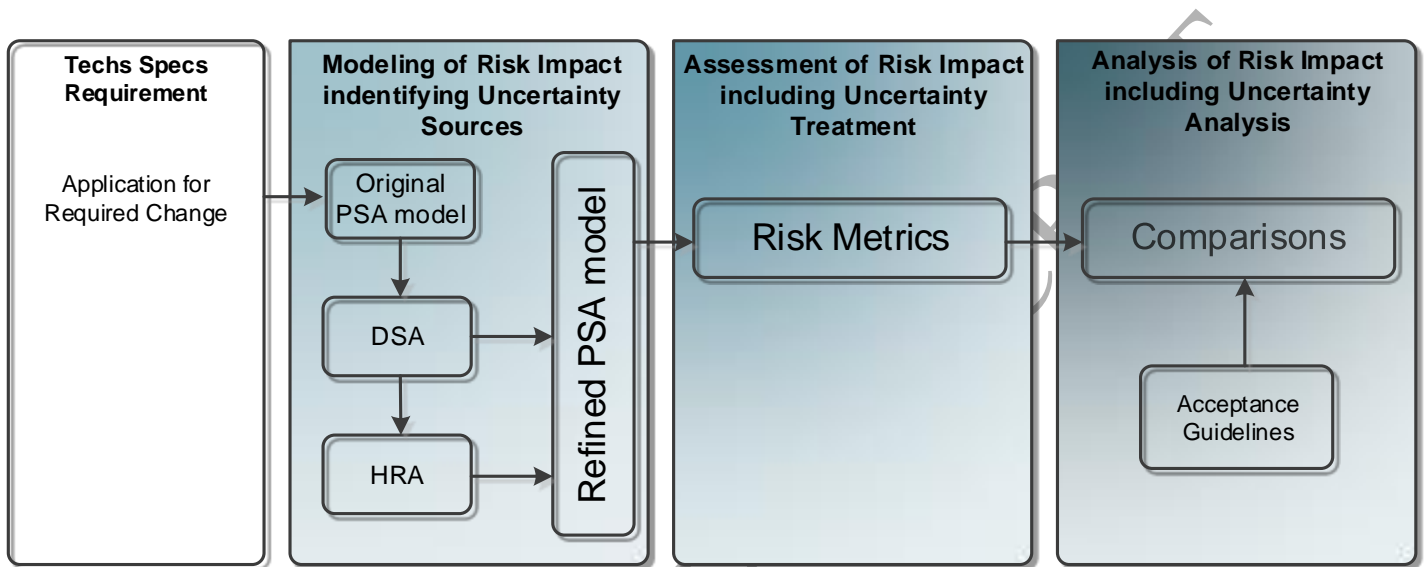 Techs Specs
Requirement
Application for
Required Change
Modeling of Risk Impact
indentifying Uncertainty
Sources
Original
PSA model
DSA
HRA
Refined PSA model
Assessment of Risk Impact
including Uncertainty
Treatment
Risk Metrics
Analysis of Risk Impact
including Uncertainty
Analysis
Comparisons
Acceptance
Guidelines